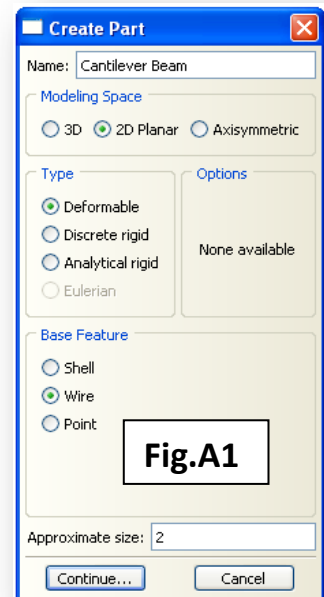 Create Part
Name: Cantilever Beam
Modeling Space
3D 2D Planar Axisymmetric
Type
Options
Deformable
Discrete rigid
Analytical rigid
Eulerian
None available
Base Feature
Shell
Wire
Point
Fig.A1
Approximate size: 2
Continue... Cancel